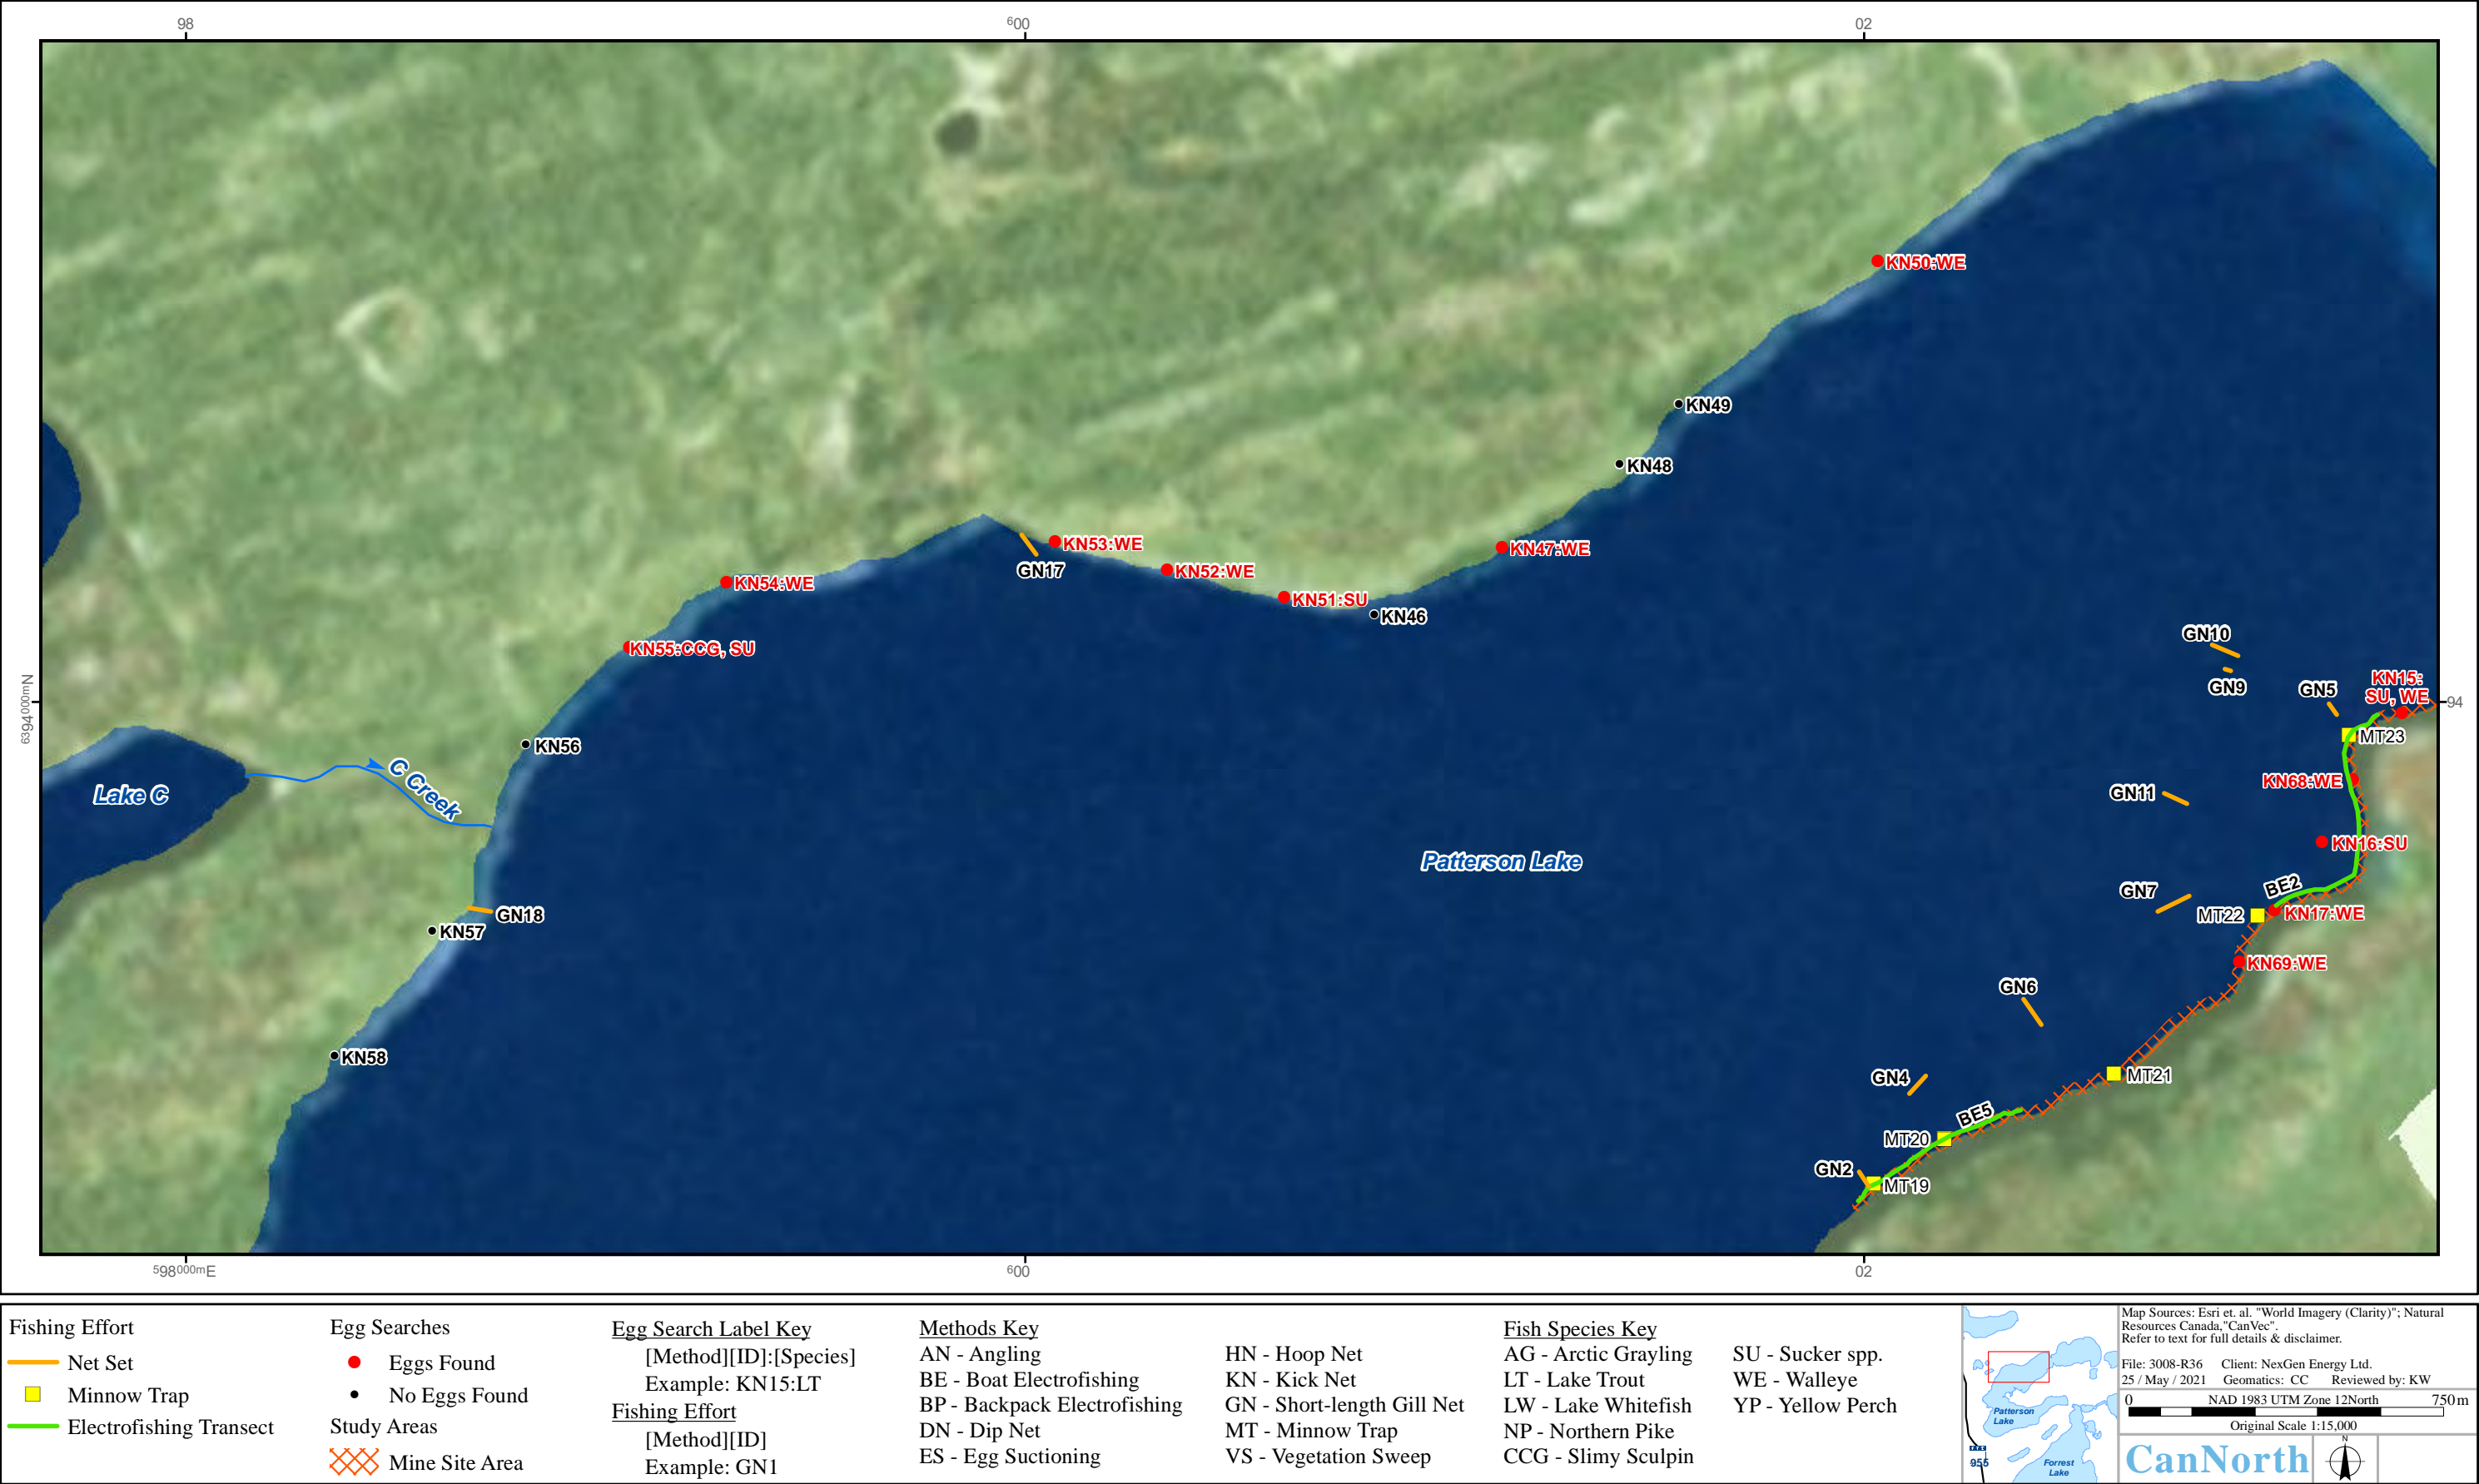 98
600
02
KN50:WE
KN49
KN48
KN53:WE
GN17
KN52:WE
KN47:WE
KN54:WE
KN51:SU
KN46
KN55:CCG, SU
GN10
GN9
GN5
KN15:
SU, WE
6394000mN
94
MT23
KN56
KN68:WE
GN11
C Creek
Lake C
KN16:SU
Patterson Lake
BE2
GN7
GN18
MT22
KN17:WE
KN57
KN69:WE
GN6
KN58
MT21
GN4
BE5
MT20
GN2
MT19
598000mE
600
02
Fishing Effort
Net Set
Minnow Trap
Electrofishing Transect
Egg Searches
Eggs Found
No Eggs Found
Study Areas
Mine Site Area
Egg Search Label Key
[Method][ID]:[Species]
Example: KN15:LT
Fishing Effort
[Method][ID]
Example: GN1
Methods Key
AN - Angling
BE - Boat Electrofishing
BP - Backpack Electrofishing
DN - Dip Net
ES - Egg Suctioning
HN - Hoop Net
KN - Kick Net
GN - Short-length Gill Net
MT - Minnow Trap
VS - Vegetation Sweep
Fish Species Key
AG - Arctic Grayling
LT - Lake Trout
LW - Lake Whitefish
NP - Northern Pike
CCG - Slimy Sculpin
SU - Sucker spp.
WE - Walleye
YP - Yellow Perch
Patterson
Lake
955
Forrest
Lake
Map Sources: Esri et. al. "World Imagery (Clarity)"; Natural
Resources Canada,"CanVec".
Refer to text for full details & disclaimer.
File: 3008-R36 Client: NexGen Energy Ltd.
25 / May / 2021 Geomatics: CC Reviewed by: KW
0 NAD 1983 UTM Zone 12North 750m
Original Scale 1:15,000
CanNorth
N